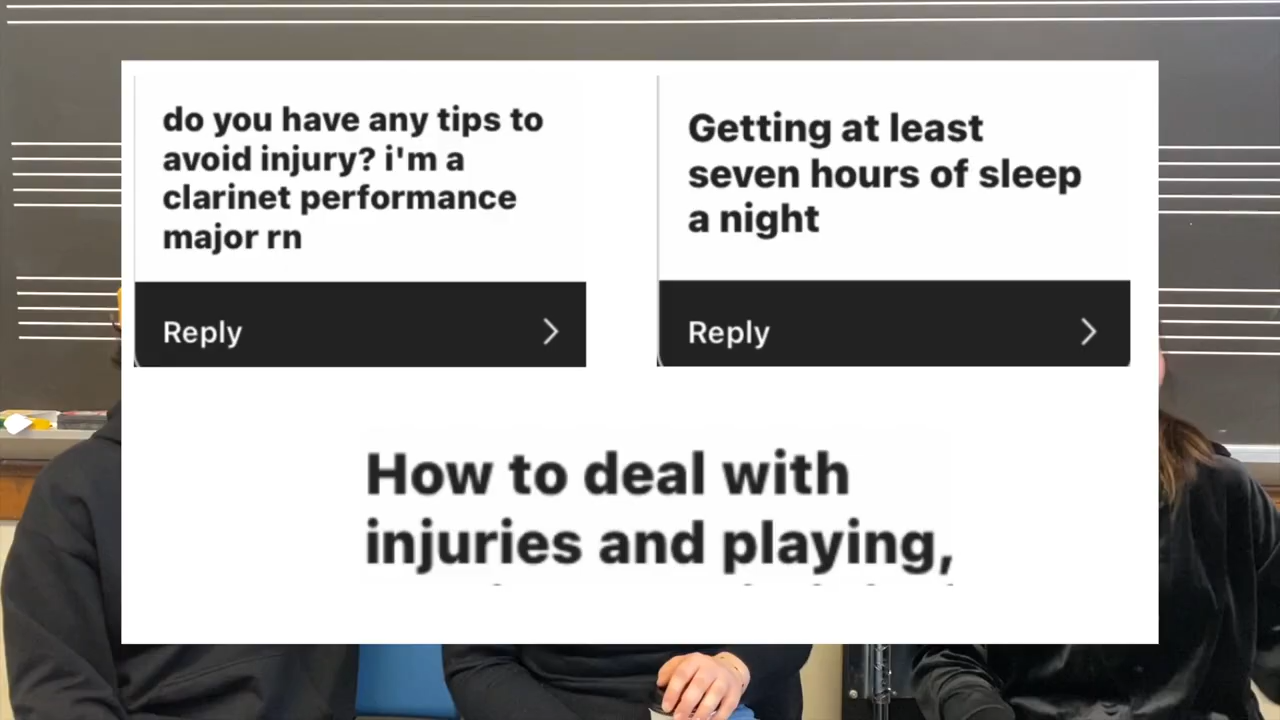 do you have any tips to
avoid injury? i'm a
clarinet performance
major rn
Reply
Getting at least
seven hours of sleep
a night
Reply
How to deal with
injuries and playing,